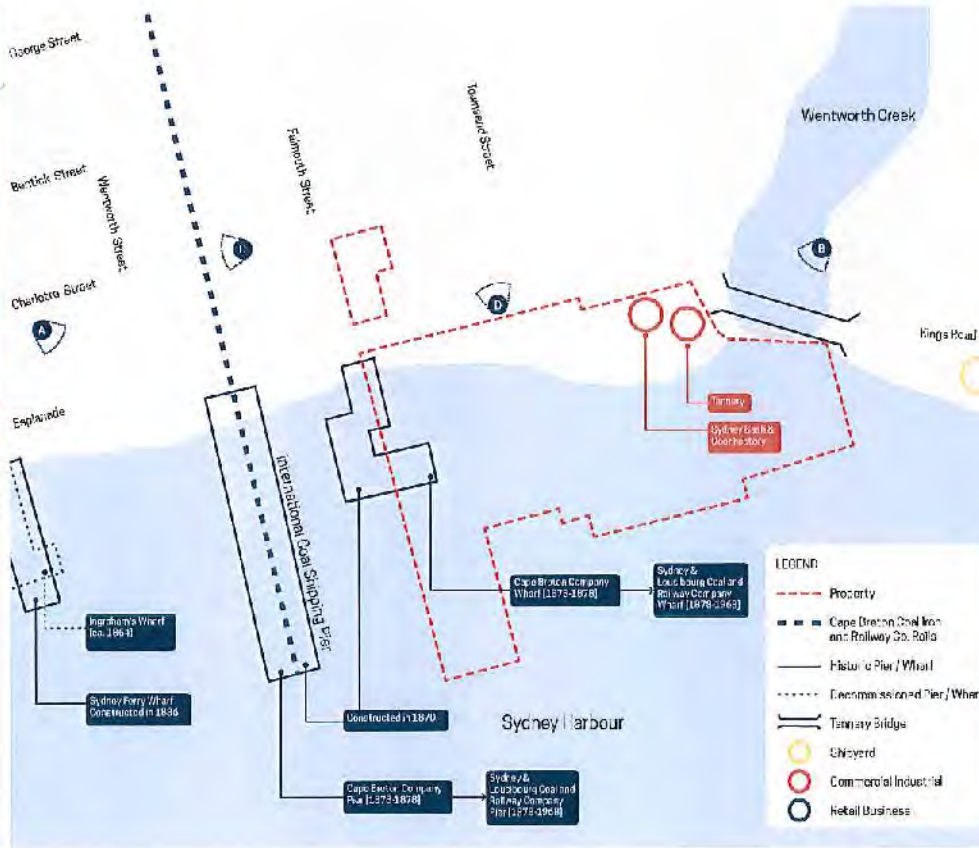 George Street
Bentick Street
Wentworth Street
Charlotte Street
Esplanade
Falmouth Street
Townsend Street
Wentworth Creek
Kings Road
A
D
B
International Coal Shipping Pier
Tannery
Sydney Sash &
Door Factory
Ingraham's Wharf
[ca. 1864]
Sydney Ferry Wharf
Constructed in 1886
Constructed in 1870
Cape Breton Company
Wharf [1873-1878]
Sydney &
Louisbourg Coal and
Railway Company
Wharf [1878-1968]
Cape Breton Company
Pier [1873-1878]
Sydney &
Louisbourg Coal and
Railway Company
Pier [1878-1968]
Sydney Harbour
LEGEND
Property
Cape Breton Coal Iron
and Railway Co. Rails
Historic Pier / Wharf
Decommissioned Pier / Wharf
Tannery Bridge
Shipyard
Commercial Industrial
Retail Business